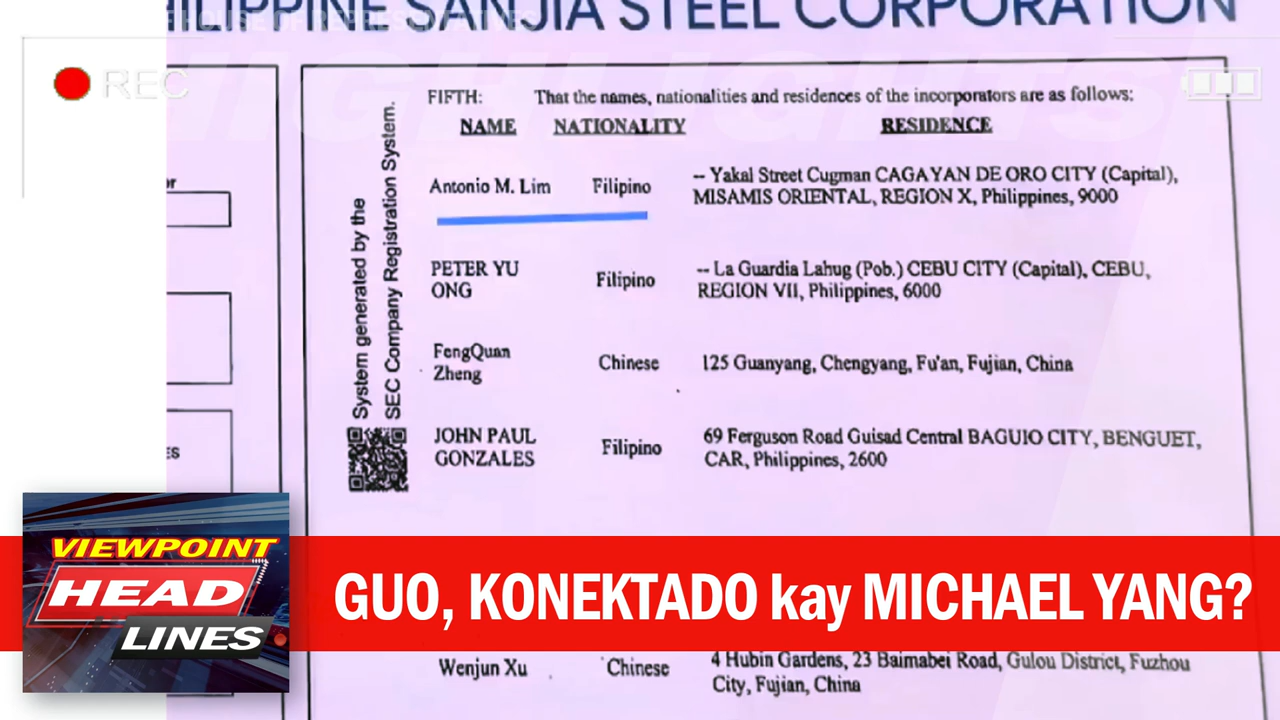 HOUSE OF REPRESENTATIVES
PHILIPPINE SANJIA STEEL CORPORATION
HIGHLIGHTS
REC
FIFTH: That the names, nationalities and residences of the incorporators are as follows:
NAME NATIONALITY RESIDENCE
System generated by the
SEC Company Registration System.
Antonio M. Lim Filipino -- Yakal Street Cugman CAGAYAN DE ORO CITY (Capital),
MISAMIS ORIENTAL, REGION X, Philippines, 9000
PETER YU
ONG Filipino -- La Guardia Lahug (Pob.) CEBU CITY (Capital), CEBU,
REGION VII, Philippines, 6000
FengQuan
Zheng Chinese 125 Guanyang, Chengyang, Fu'an, Fujian, China
JOHN PAUL
GONZALES Filipino 69 Ferguson Road Guisad Central BAGUIO CITY, BENGUET,
CAR, Philippines, 2600
VIEWPOINT
HEAD
LINES
GUO, KONEKTADO kay MICHAEL YANG?
Wenjun Xu Chinese 4 Hubin Gardens, 23 Baimabei Road, Gulou District, Fuzhou
City, Fujian, China